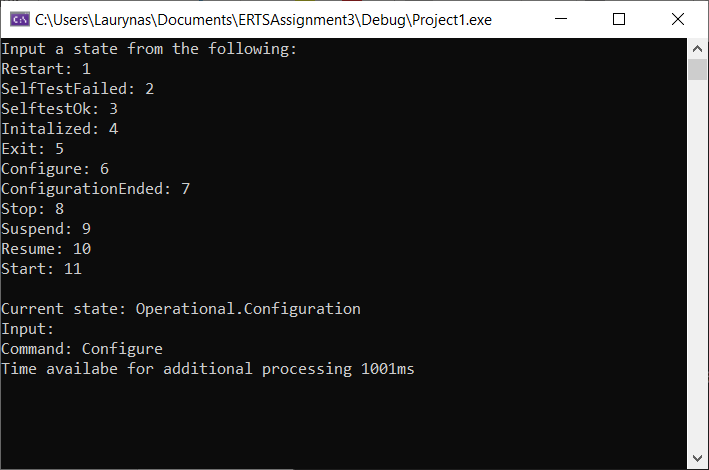 C:\Users\Laurynas\Documents\ERTSAssignment3\Debug\Project1.exe
Input a state from the following:
Restart: 1
SelfTestFailed: 2
SelftestOk: 3
Initalized: 4
Exit: 5
Configure: 6
ConfigurationEnded: 7
Stop: 8
Suspend: 9
Resume: 10
Start: 11
Current state: Operational.Configuration
Input:
Command: Configure
Time availabe for additional processing 1001ms